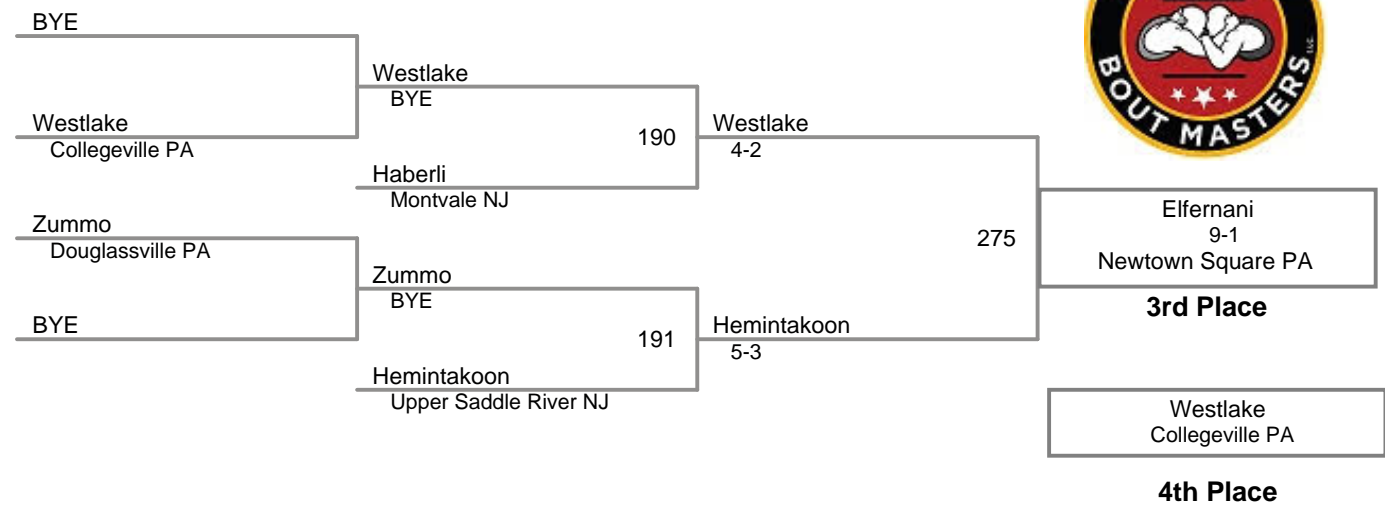 BYE
Westlake
Collegeville PA
Zummo
Douglassville PA
BYE
Westlake
BYE
Haberli
Montvale NJ
Zummo
BYE
Hemintakoon
Upper Saddle River NJ
190
191
Westlake
4-2
Hemintakoon
5-3
275
BOUT MASTERS LLC.
Elfernani
9-1
Newtown Square PA
3rd Place
Westlake
Collegeville PA
4th Place